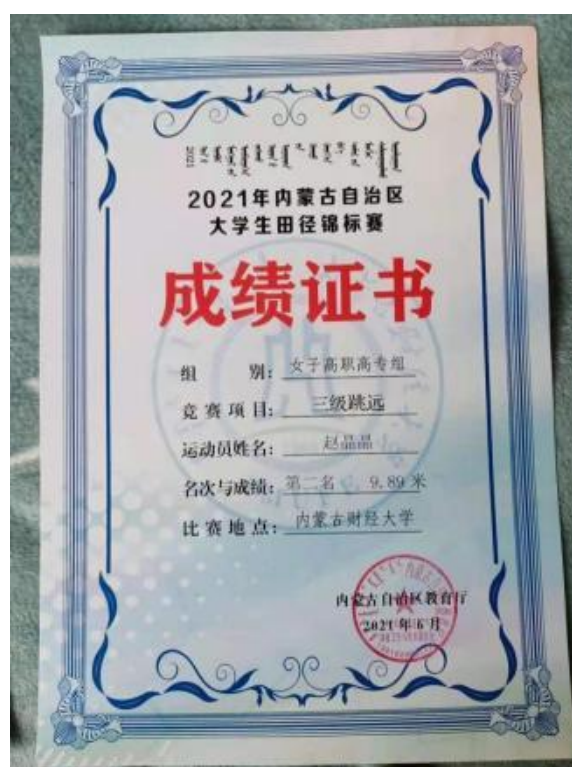 2021年内蒙古自治区
大学生田径锦标赛
成绩证书
组 别: 女子高职高专组
竞赛项目: 三级跳远
运动员姓名: 赵晶晶
名次与成绩: 第二名 9.89 米
比赛地点: 内蒙古财经大学
内蒙古自治区教育厅
2021年6月